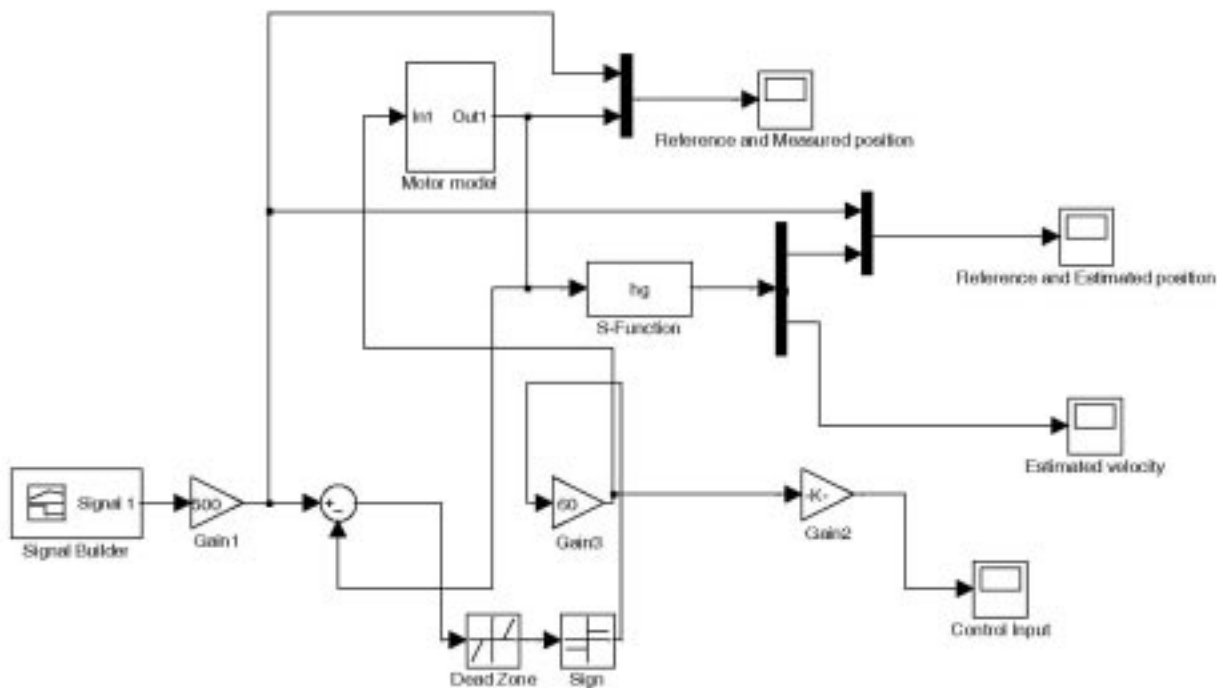 In1 Out1
Motor model
Reference and Measured position
Reference and Estimated position
hg
S-Function
Estimated velocity
Signal 1
Signal Builder
500
Gain1
+
-
60
Gain3
-K-
Gain2
Control Input
Dead Zone
Sign